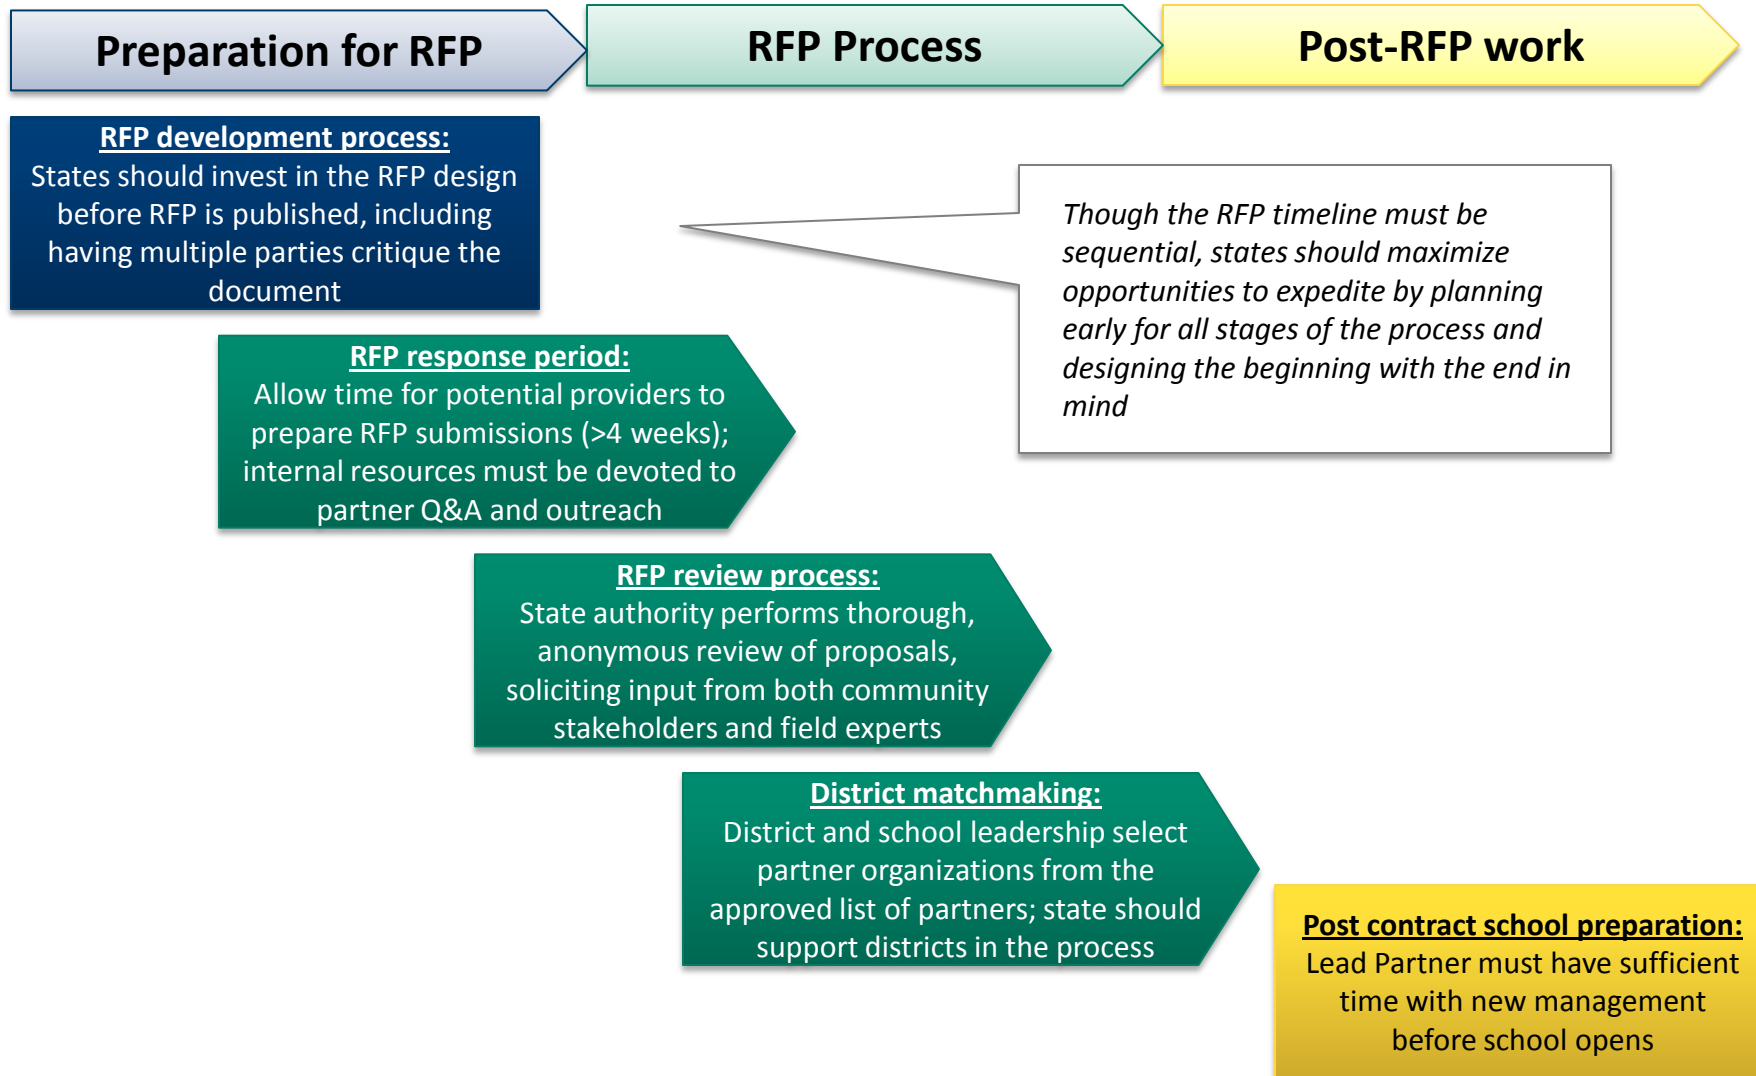 Preparation for RFP
RFP Process
Post-RFP work
RFP development process:
States should invest in the RFP design
before RFP is published, including
having multiple parties critique the
document
Though the RFP timeline must be
sequential, states should maximize
opportunities to expedite by planning
early for all stages of the process and
designing the beginning with the end in
mind
RFP response period:
Allow time for potential providers to
prepare RFP submissions (>4 weeks);
internal resources must be devoted to
partner Q&A and outreach
RFP review process:
State authority performs thorough,
anonymous review of proposals,
soliciting input from both community
stakeholders and field experts
District matchmaking:
District and school leadership select
partner organizations from the
approved list of partners; state should
support districts in the process
Post contract school preparation:
Lead Partner must have sufficient
time with new management
before school opens